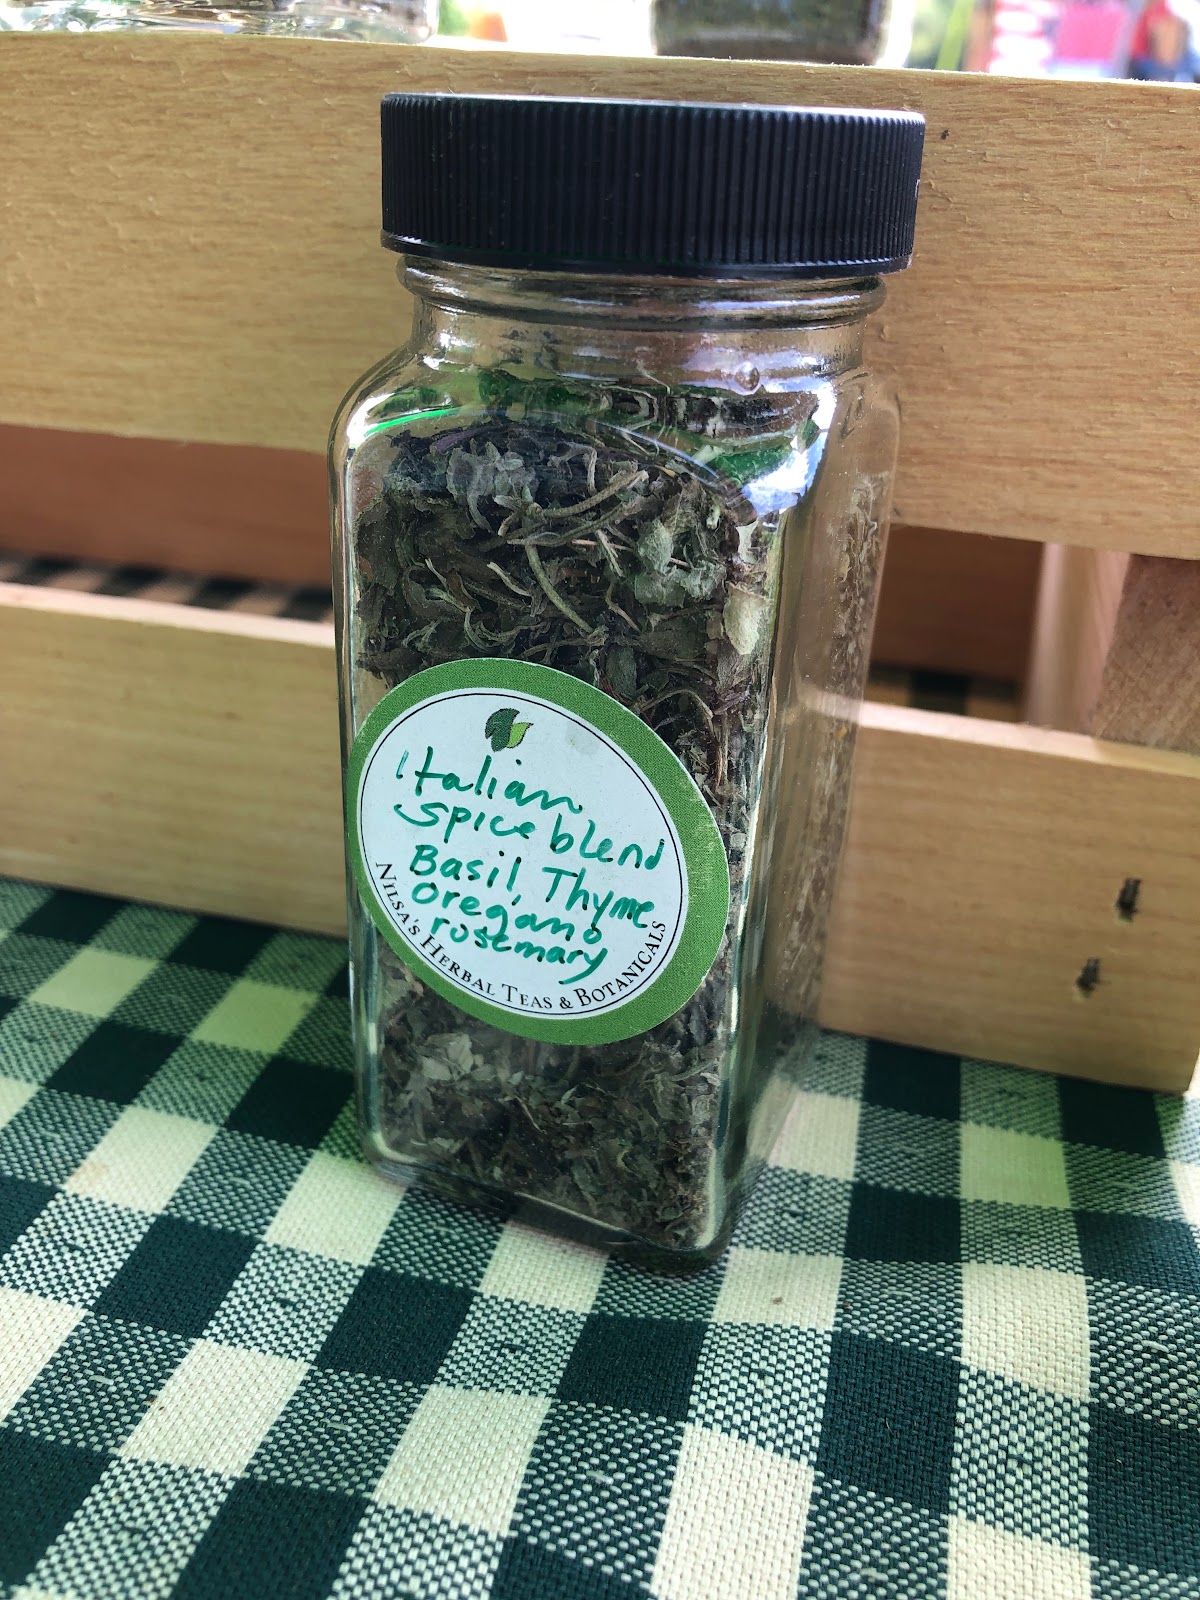 Italian
spice blend
Basil, Thyme,
Oregano
rosemary
NILSA'S HERBAL TEAS & BOTANICALS